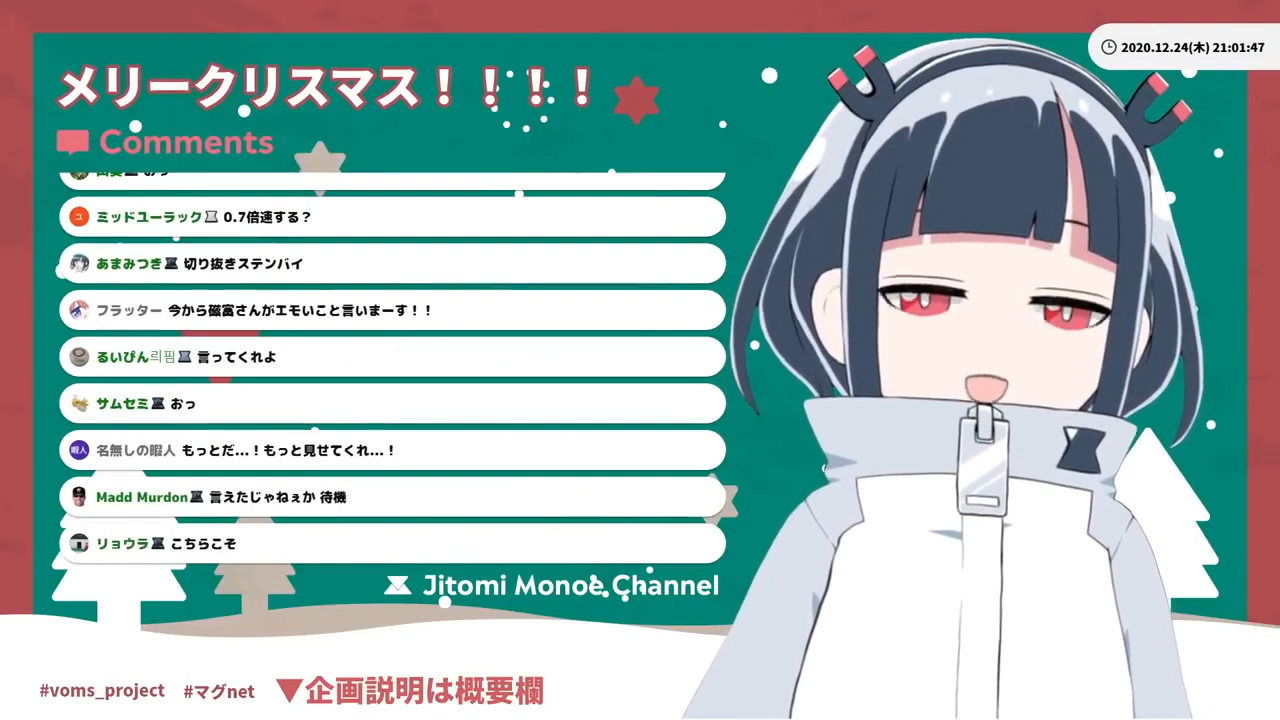 2020.12.24(木) 21:01:47
メリークリスマス！！！！
Comments
ミッドユーラック 0.7倍速する？
あまみつき 切り抜きステンバイ
フラッター 今から磁富さんがエモいこと言いまーす！！
るいぴん리핌 言ってくれよ
サムセミ おっ
名無しの暇人 もっとだ...！もっと見せてくれ...！
Madd Murdon 言えたじゃねぇか 待機
リョウラ こちらこそ
Jitomi Monoe Channel
#voms_project #マグnet ▼企画説明は概要欄